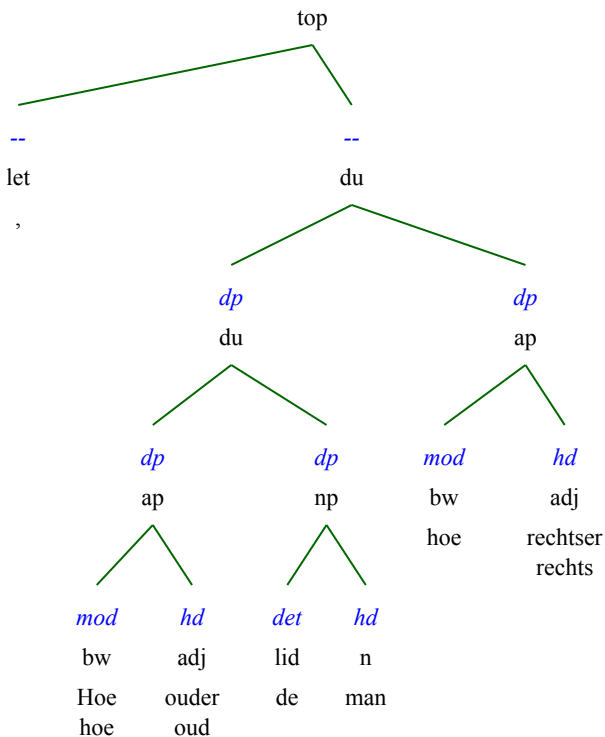 top
-- --
let du
,
dp dp
du ap
dp dp mod hd
ap np bw adj
hoe rechtser
rechts
mod hd det hd
bw adj lid n
Hoe ouder de man
hoe oud